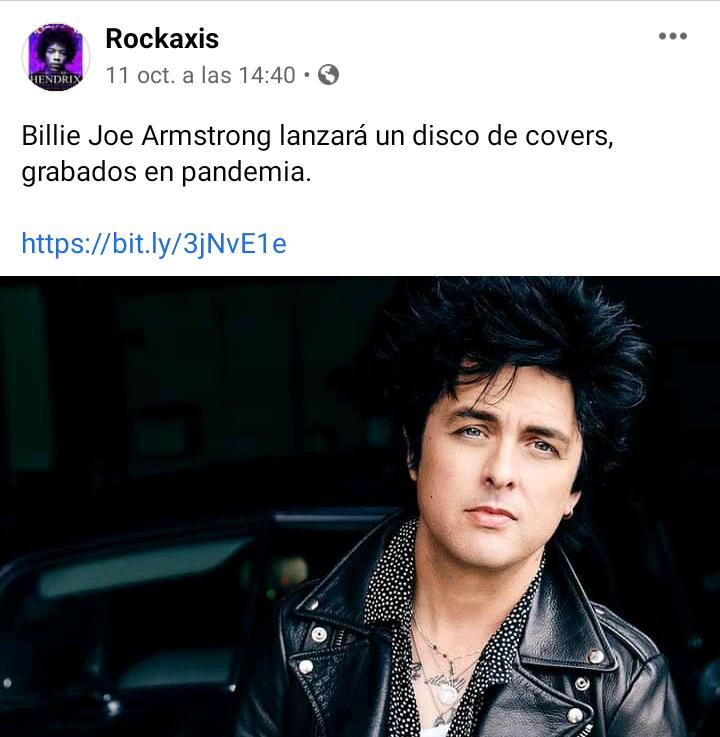 Rockaxis
HENDRIX
11 oct. a las 14:40 •
Billie Joe Armstrong lanzará un disco de covers,
grabados en pandemia.
https://bit.ly/3jNvE1e